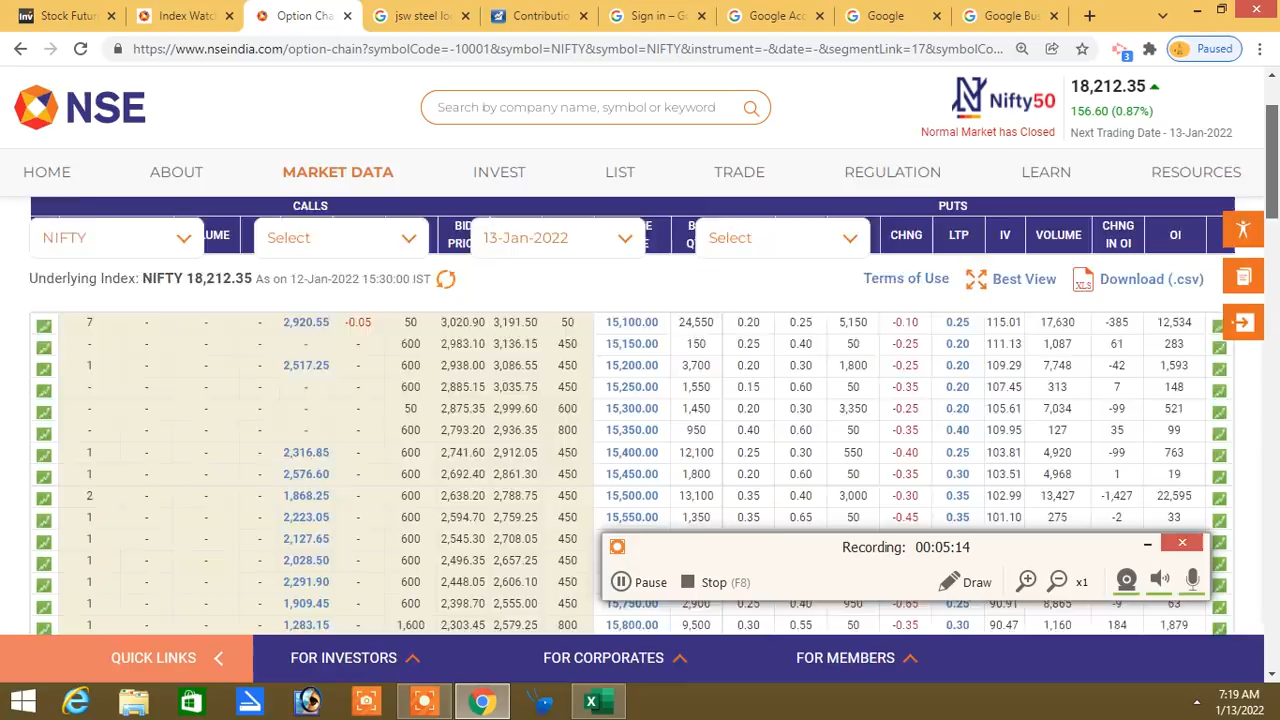 Stock Futur
Index Watc
Option Cha
jsw steel lo
Contributio
Sign in – Go
Google Acc
Google
Google Bus
https://www.nseindia.com/option-chain?symbolCode=-10001&symbol=NIFTY&symbol=NIFTY&instrument=-&date=-&segmentLink=17&symbolCo...
3
Paused
NSE
Search by company name, symbol or keyword
Nifty50
18,212.35
156.60 (0.87%)
Normal Market has Closed
Next Trading Date - 13-Jan-2022
HOME ABOUT MARKET DATA INVEST LIST TRADE REGULATION LEARN RESOURCES
CALLS PUTS
NIFTY Select 13-Jan-2022 Select
CHNG LTP IV VOLUME CHNG IN OI OI
Underlying Index: NIFTY 18,212.35 As on 12-Jan-2022 15:30:00 IST
Terms of Use Best View XLS Download (.csv)
7 - - - 2,920.55 -0.05 50 3,020.90 3,191.50 50 15,100.00 24,550 0.20 0.25 5,150 -0.10 0.25 115.01 17,630 -385 12,534
- - - - - - 600 2,983.10 3,136.15 450 15,150.00 150 0.25 0.40 50 -0.25 0.20 111.13 1,087 61 283
1 - - - 2,517.25 - 600 2,938.00 3,086.55 450 15,200.00 3,700 0.20 0.30 1,800 -0.35 0.20 109.29 7,748 -42 1,593
- - - - - - 600 2,885.15 3,035.75 450 15,250.00 1,550 0.15 0.60 50 -0.35 0.20 107.45 313 7 148
- - - - - - 50 2,875.35 2,999.60 600 15,300.00 1,450 0.20 0.30 3,350 -0.25 0.20 105.61 7,034 -99 521
- - - - - - 600 2,793.20 2,936.35 800 15,350.00 950 0.40 0.60 50 -0.35 0.40 109.95 127 35 99
1 - - - 2,316.85 - 600 2,741.60 2,912.05 450 15,400.00 12,100 0.25 0.30 550 -0.40 0.25 103.81 4,920 -99 763
1 - - - 2,576.60 - 600 2,692.40 2,861.30 450 15,450.00 1,800 0.20 0.60 50 -0.35 0.30 103.51 4,968 1 19
2 - - - 1,868.25 - 600 2,638.20 2,788.75 450 15,500.00 13,100 0.35 0.40 3,000 -0.30 0.35 102.99 13,427 -1,427 22,595
1 - - - 2,223.05 - 600 2,594.70 2,739.25 450 15,550.00 1,350 0.35 0.65 50 -0.45 0.35 101.10 275 -2 33
1 - - - 2,127.65 - 600 2,545.30 2,708.05 450
1 - - - 2,028.50 - 600 2,496.35 2,657.25 450
1 - - - 2,291.90 - 600 2,448.05 2,606.10 450
1 - - - 1,909.45 - 600 2,398.70 2,555.00 450 15,750.00 2,900 0.25 0.40 950 -0.65 0.25 90.91 8,865 -9 63
1 - - - 1,283.15 - 1,600 2,303.45 2,579.25 800 15,800.00 9,500 0.30 0.55 50 -0.35 0.30 90.47 1,160 184 1,879
Recording: 00:05:14
Pause Stop (F8) Draw x1
QUICK LINKS FOR INVESTORS FOR CORPORATES FOR MEMBERS
7:19 AM
1/13/2022